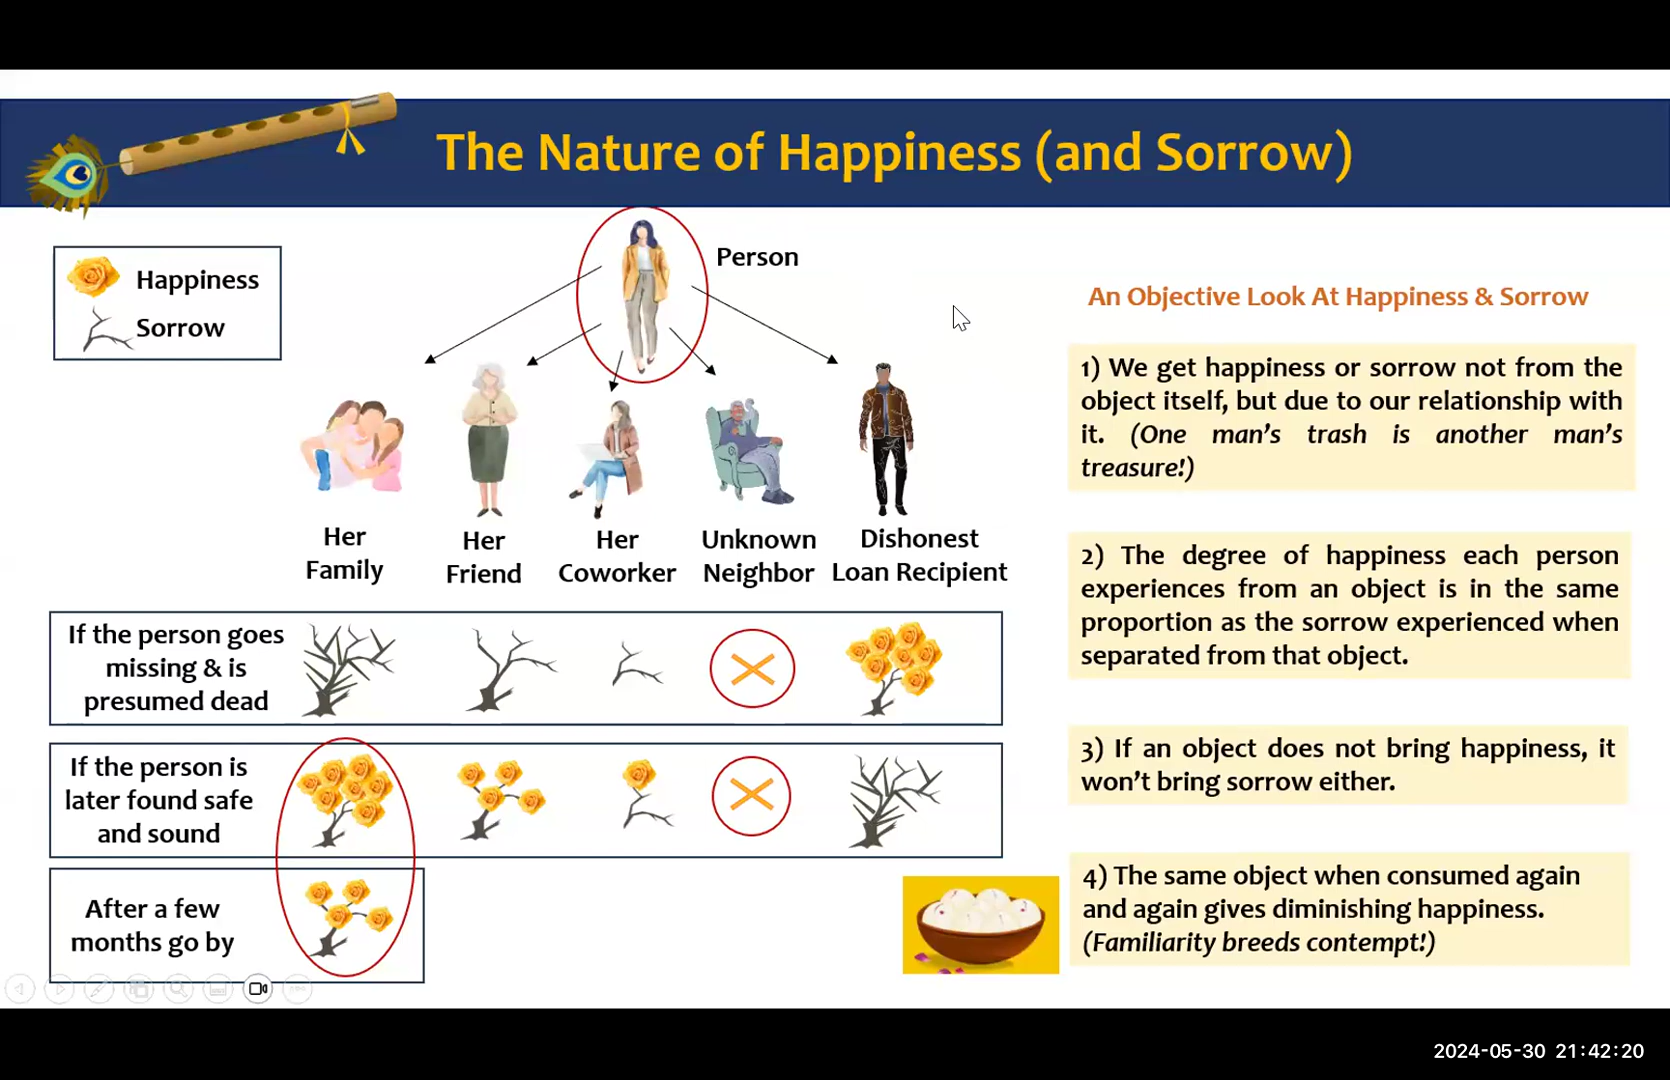 The Nature of Happiness (and Sorrow)
Happiness
Sorrow
Person
Her
Family
Her
Friend
Her
Coworker
Unknown
Neighbor
Dishonest
Loan Recipient
If the person goes
missing & is
presumed dead
If the person is
later found safe
and sound
After a few
months go by
An Objective Look At Happiness & Sorrow
1) We get happiness or sorrow not from the
object itself, but due to our relationship with
it. (One man's trash is another man's
treasure!)
2) The degree of happiness each person
experiences from an object is in the same
proportion as the sorrow experienced when
separated from that object.
3) If an object does not bring happiness, it
won't bring sorrow either.
4) The same object when consumed again
and again gives diminishing happiness.
(Familiarity breeds contempt!)
2024-05-30 21:42:20